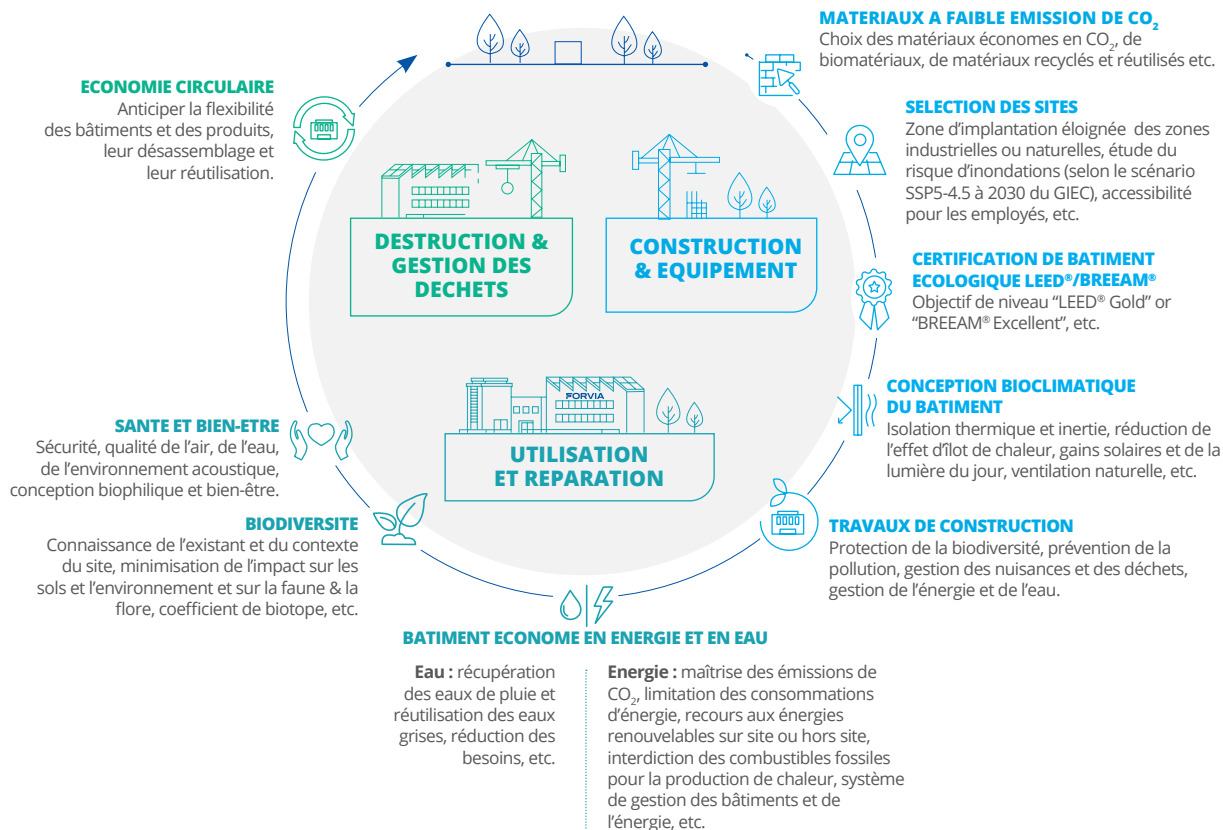 MATERIAUX A FAIBLE EMISSION DE CO₂
Choix des matériaux économes en CO₂, de
biomatériaux, de matériaux recyclés et réutilisés etc.
SELECTION DES SITES
Zone d'implantation éloignée des zones
industrielles ou naturelles, étude du
risque d'inondations (selon le scénario
SSP5-4.5 à 2030 du GIEC), accessibilité
pour les employés, etc.
CERTIFICATION DE BATIMENT
ECOLOGIQUE LEED®/BREEAM®
Objectif de niveau “LEED® Gold” or
“BREEAM® Excellent”, etc.
CONCEPTION BIOCLIMATIQUE
DU BATIMENT
Isolation thermique et inertie, réduction de
l'effet d'îlot de chaleur, gains solaires et de la
lumière du jour, ventilation naturelle, etc.
TRAVAUX DE CONSTRUCTION
Protection de la biodiversité, prévention de la
pollution, gestion des nuisances et des déchets,
gestion de l'énergie et de l'eau.
BATIMENT ECONOME EN ENERGIE ET EN EAU
Eau : récupération
des eaux de pluie et
réutilisation des eaux
grises, réduction des
besoins, etc.
Energie : maîtrise des émissions de
CO₂, limitation des consommations
d'énergie, recours aux énergies
renouvelables sur site ou hors site,
interdiction des combustibles fossiles
pour la production de chaleur, système
de gestion des bâtiments et de
l'énergie, etc.
BIODIVERSITE
Connaissance de l'existant et du contexte
du site, minimisation de l'impact sur les
sols et l'environnement et sur la faune & la
flore, coefficient de biotope, etc.
SANTE ET BIEN-ETRE
Sécurité, qualité de l'air, de l'eau,
de l'environnement acoustique,
conception biophilique et bien-être.
ECONOMIE CIRCULAIRE
Anticiper la flexibilité
des bâtiments et des produits,
leur désassemblage et
leur réutilisation.
DESTRUCTION &
GESTION DES
DECHETS
CONSTRUCTION
& EQUIPEMENT
FORVIA
UTILISATION
ET REPARATION